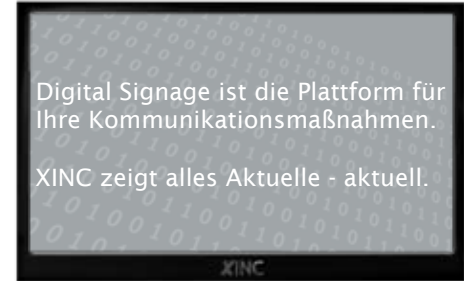 Digital Signage ist die Plattform für
Ihre Kommunikationsmaßnahmen.
XINC zeigt alles Aktuelle - aktuell.
XINC